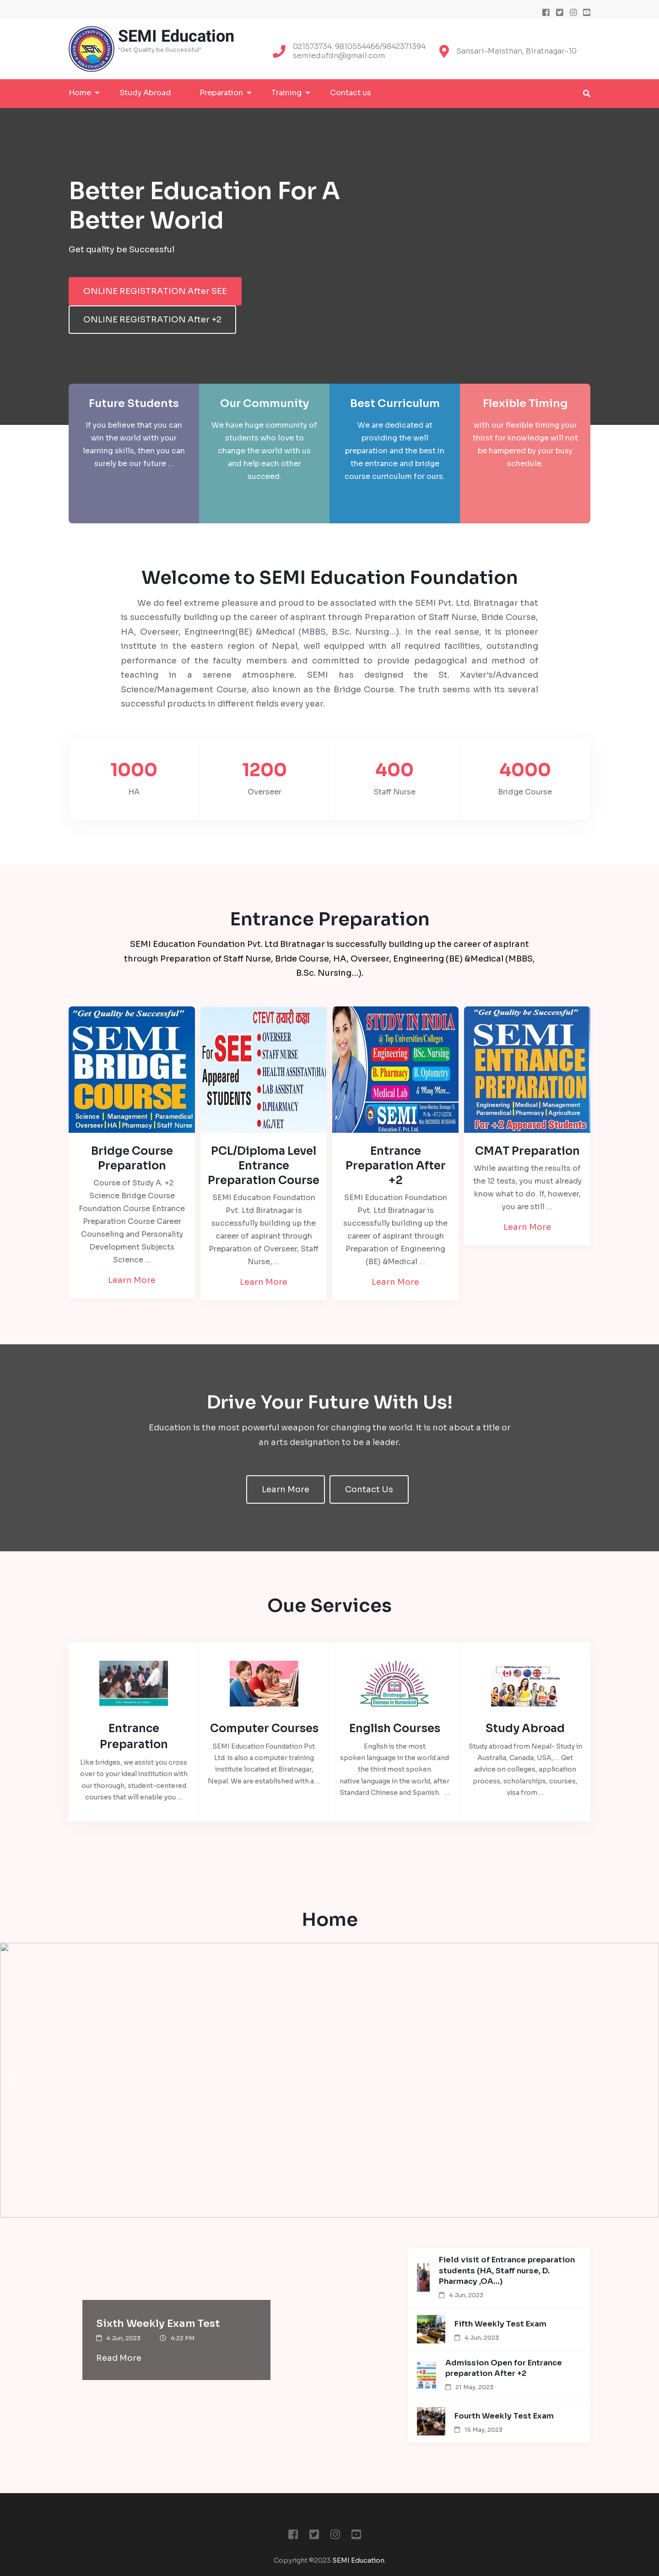 SEMI Education
"Get Quality be Successful"
021573734. 9810554466/9842371394
semiedufdn@gmail.com
Sansari-Maisthan, Biratnagar-10
Home
Study Abroad
Preparation
Training
Contact us
Better Education For A
Better World
Get quality be Successful
ONLINE REGISTRATION After SEE
ONLINE REGISTRATION After +2
Future Students
If you believe that you can
win the world with your
learning skills, then you can
surely be our future …
Our Community
We have huge community of
students who love to
change the world with us
and help each other
succeed.
Best Curriculum
We are dedicated at
providing the well
preparation and the best in
the entrance and bridge
course curriculum for ours.
Flexible Timing
with our flexible timing your
thirst for knowledge will not
be hampered by your busy
schedule.
Welcome to SEMI Education Foundation
We do feel extreme pleasure and proud to be associated with the SEMI Pvt. Ltd. Biratnagar that
is successfully building up the career of aspirant through Preparation of Staff Nurse, Bride Course,
HA, Overseer, Engineering(BE) &Medical (MBBS, B.Sc. Nursing…). In the real sense, it is pioneer
institute in the eastern region of Nepal, well equipped with all required facilities, outstanding
performance of the faculty members and committed to provide pedagogical and method of
teaching in a serene atmosphere. SEMI has designed the St. Xavier's/Advanced
Science/Management Course, also known as the Bridge Course. The truth seems with its several
successful products in different fields every year.
1000
HA
1200
Overseer
400
Staff Nurse
4000
Bridge Course
Entrance Preparation
SEMI Education Foundation Pvt. Ltd Biratnagar is successfully building up the career of aspirant
through Preparation of Staff Nurse, Bride Course, HA, Overseer, Engineering (BE) &Medical (MBBS,
B.Sc. Nursing…).
"Get Quality be Successful"
SEMI
BRIDGE
COURSE
Science | Management | Paramedical
Overseer|HA|Pharmacy|Staff Nurse
Bridge Course
Preparation
Course of Study A. +2
Science Bridge Course
Foundation Course Entrance
Preparation Course Career
Counseling and Personality
Development Subjects
Science …
Learn More
CTEVT तयारी कक्षा
For SEE
Appeared
STUDENTS
OVERSEER
STAFF NURSE
HEALTH ASSISTANT(HA)
LAB ASSISTANT
D.PHARMACY
AG./VET
PCL/Diploma Level
Entrance
Preparation Course
SEMI Education Foundation
Pvt. Ltd Biratnagar is
successfully building up the
career of aspirant through
Preparation of Overseer, Staff
Nurse, …
Learn More
STUDY IN INDIA
@ Top Universities/Colleges
Engineering
BSc. Nursing
B. Pharmacy
B. Optometry
Medical Lab
& Many More...
SEMI
Education F. Pvt. Ltd.
Entrance
Preparation After
+2
SEMI Education Foundation
Pvt. Ltd Biratnagar is
successfully building up the
career of aspirant through
Preparation of Engineering
(BE) &Medical …
Learn More
"Get Quality be Successful"
SEMI
ENTRANCE
PREPARATION
Engineering |Medical| Management
Paramedical|Pharmacy|Agriculture
For +2 Appeared Students
CMAT Preparation
While awaiting the results of
the 12 tests, you must already
know what to do. If, however,
you are still …
Learn More
Drive Your Future With Us!
Education is the most powerful weapon for changing the world. it is not about a title or
an arts designation to be a leader.
Learn More
Contact Us
Oue Services
Entrance
Preparation
Like bridges, we assist you cross
over to your ideal institution with
our thorough, student-centered
courses that will enable you …
Computer Courses
SEMI Education Foundation Pvt.
Ltd. is also a computer training
institute located at Biratnagar,
Nepal. We are established with a …
Biratnagar
English Courses
English is the most
spoken language in the world and
the third most spoken
native language in the world, after
Standard Chinese and Spanish. …
Study Abroad
Study abroad from Nepal- Study in
Australia, Canada, USA, … Get
advice on colleges, application
process, scholarships, courses,
visa from …
Home
Sixth Weekly Exam Test
4 Jun, 2023
4:22 PM
Read More
Field visit of Entrance preparation
students (HA, Staff nurse, D.
Pharmacy ,OA…)
4 Jun, 2023
Fifth Weekly Test Exam
4 Jun, 2023
Admission Open for Entrance
preparation After +2
21 May, 2023
Fourth Weekly Test Exam
15 May, 2023
Copyright ©2023 SEMI Education.